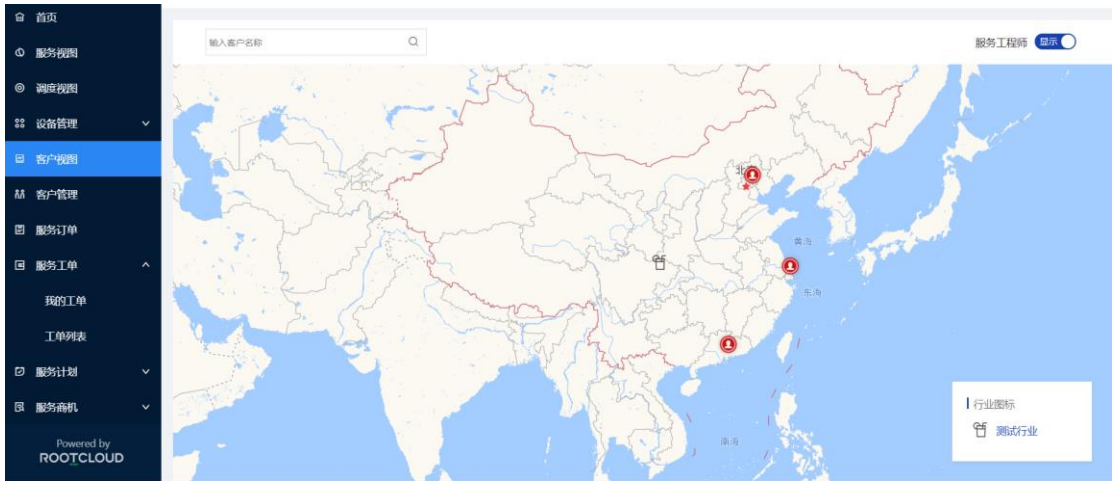 首页
服务视图
调度视图
设备管理
客户视图
客户管理
服务订单
服务工单
我的工单
工单列表
服务计划
服务商机
Powered by
ROOTCLOUD
输入客户名称
服务工程师 显示
北京
黄海
东海
南海
行业图标
测试行业